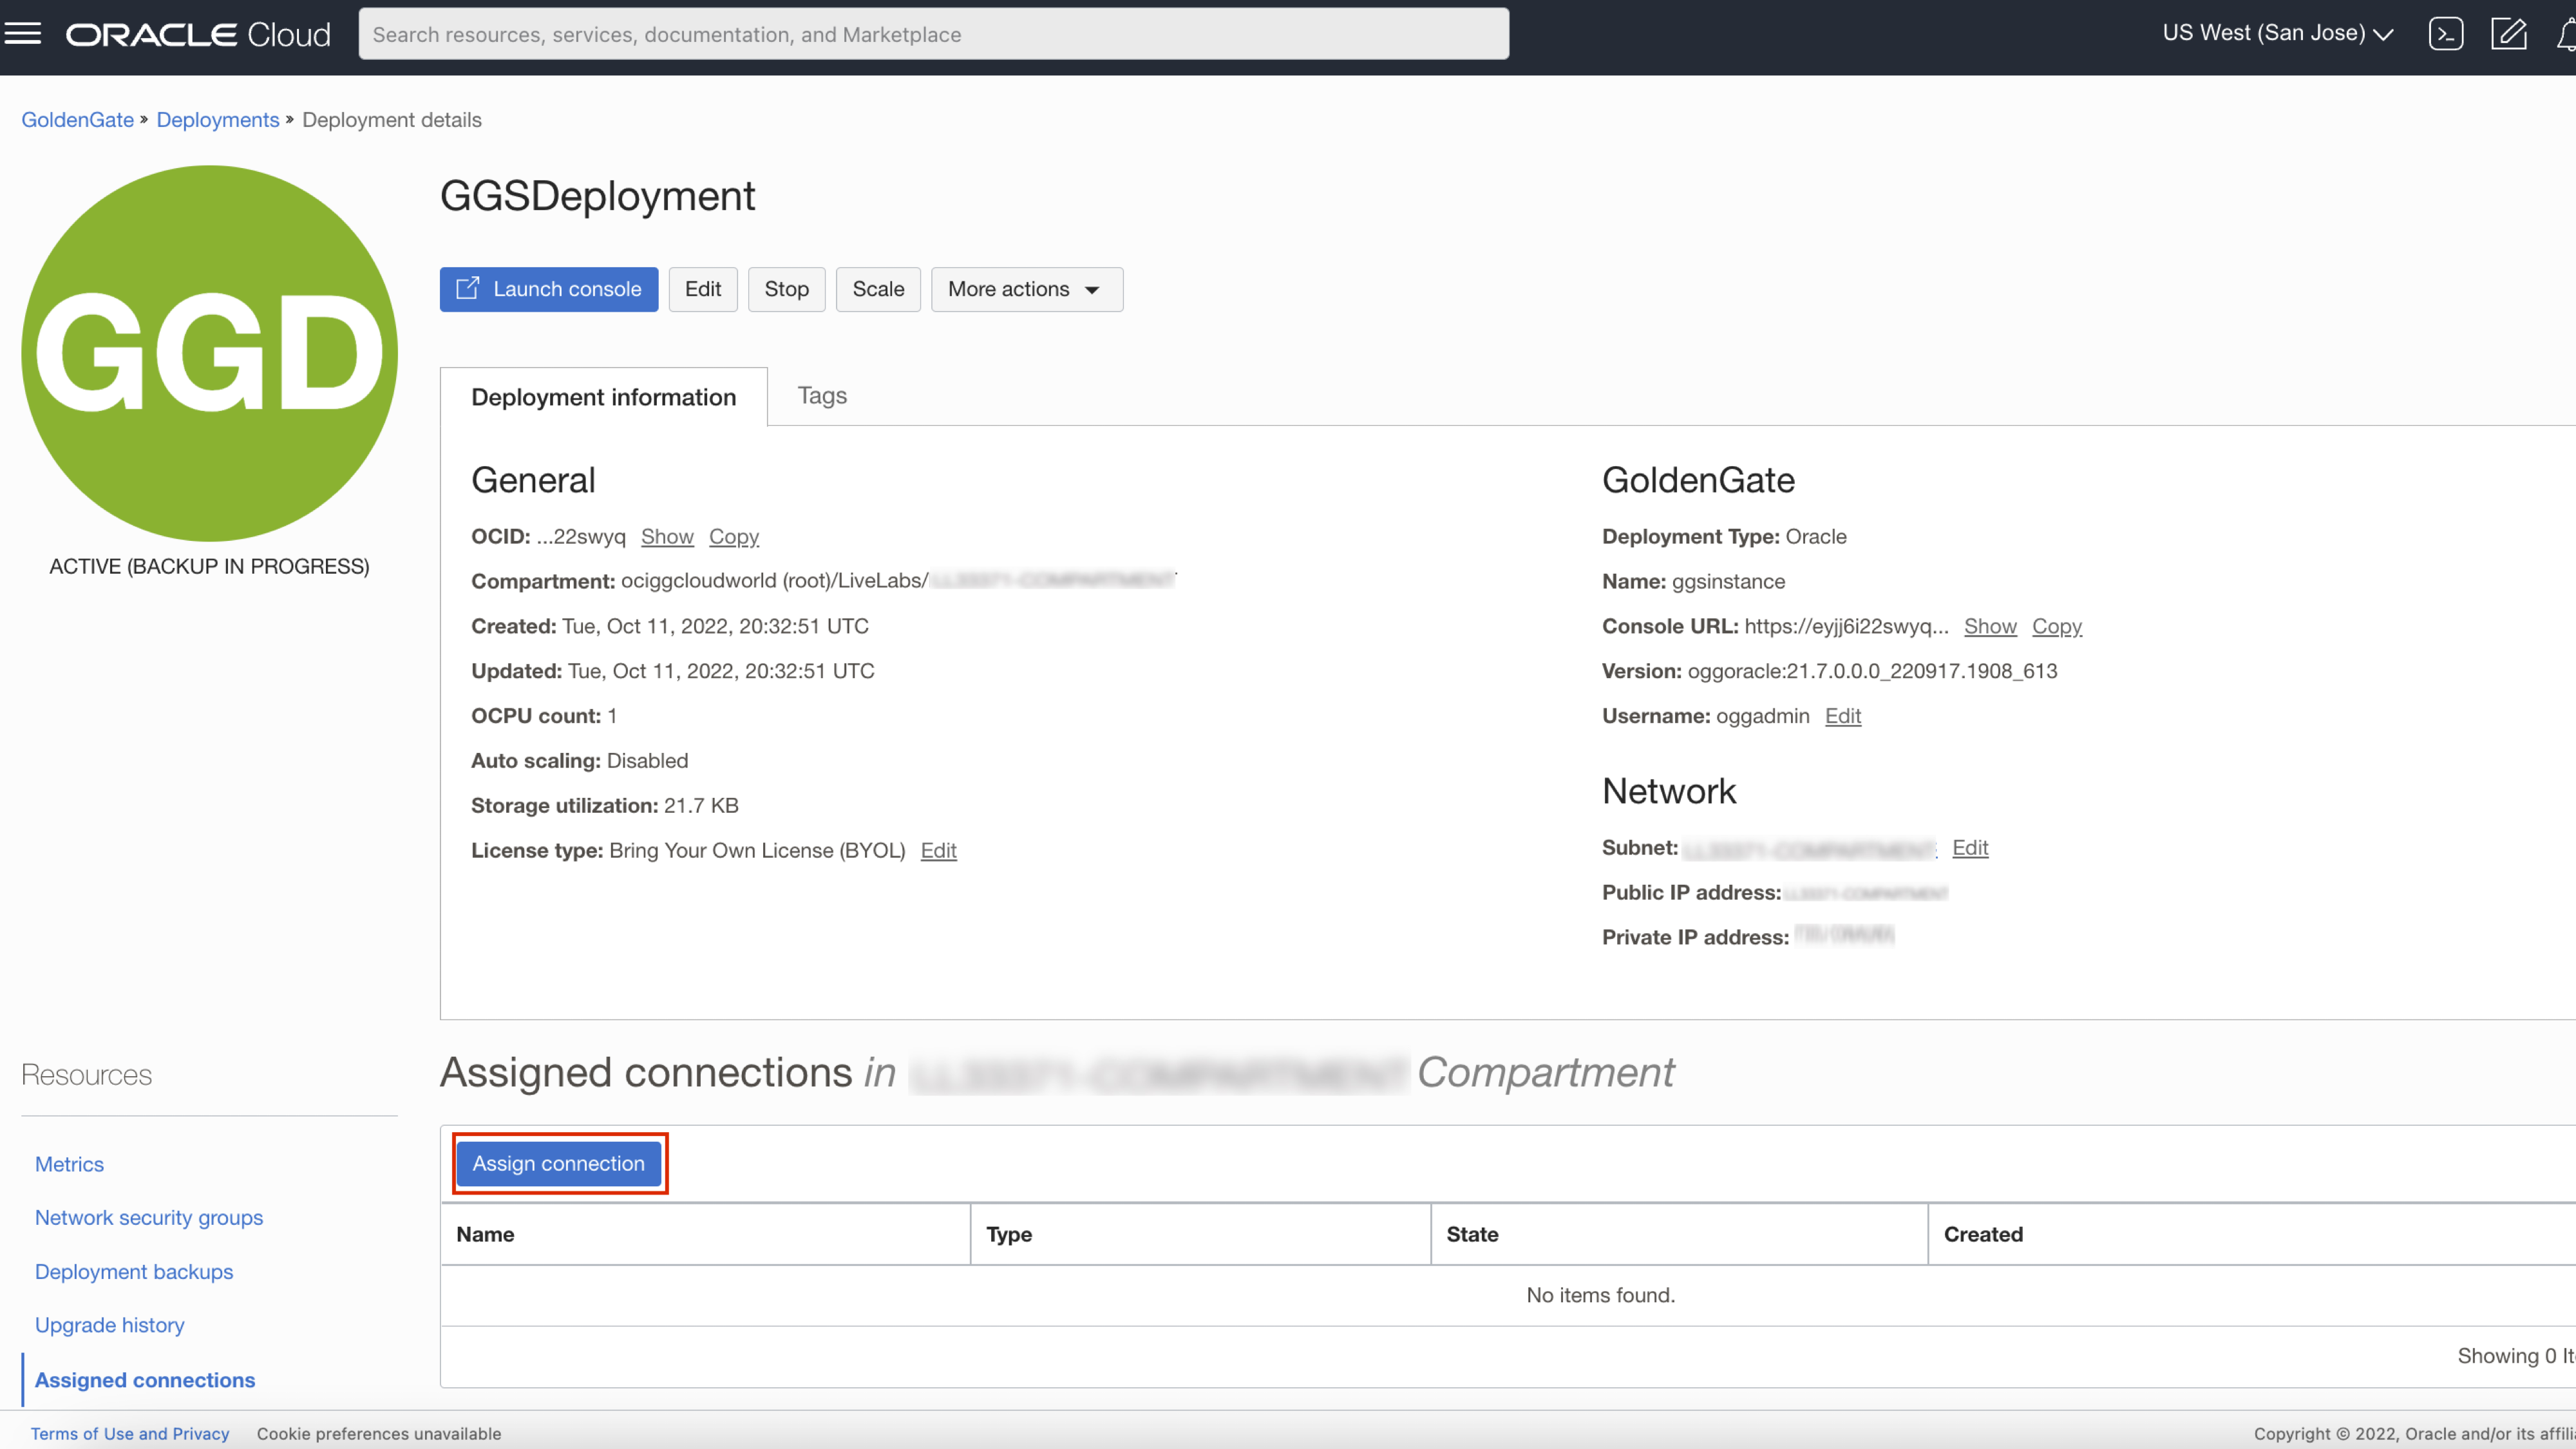 ORACLE Cloud
Search resources, services, documentation, and Marketplace
US West (San Jose)
GoldenGate » Deployments » Deployment details
GGD
ACTIVE (BACKUP IN PROGRESS)
GGSDeployment
Launch console
Edit
Stop
Scale
More actions
Deployment information
Tags
General
OCID: ...22swyq Show Copy
Compartment: ociggcloudworld (root)/LiveLabs/
Created: Tue, Oct 11, 2022, 20:32:51 UTC
Updated: Tue, Oct 11, 2022, 20:32:51 UTC
OCPU count: 1
Auto scaling: Disabled
Storage utilization: 21.7 KB
License type: Bring Your Own License (BYOL) Edit
GoldenGate
Deployment Type: Oracle
Name: ggsinstance
Console URL: https://eyjj6i22swyq... Show Copy
Version: oggoracle:21.7.0.0.0_220917.1908_613
Username: oggadmin Edit
Network
Subnet: Edit
Public IP address:
Private IP address:
Resources
Metrics
Network security groups
Deployment backups
Upgrade history
Assigned connections
Assigned connections in Compartment
Assign connection
Name Type State Created
No items found.
Showing 0 It
Terms of Use and Privacy Cookie preferences unavailable
Copyright © 2022, Oracle and/or its affili